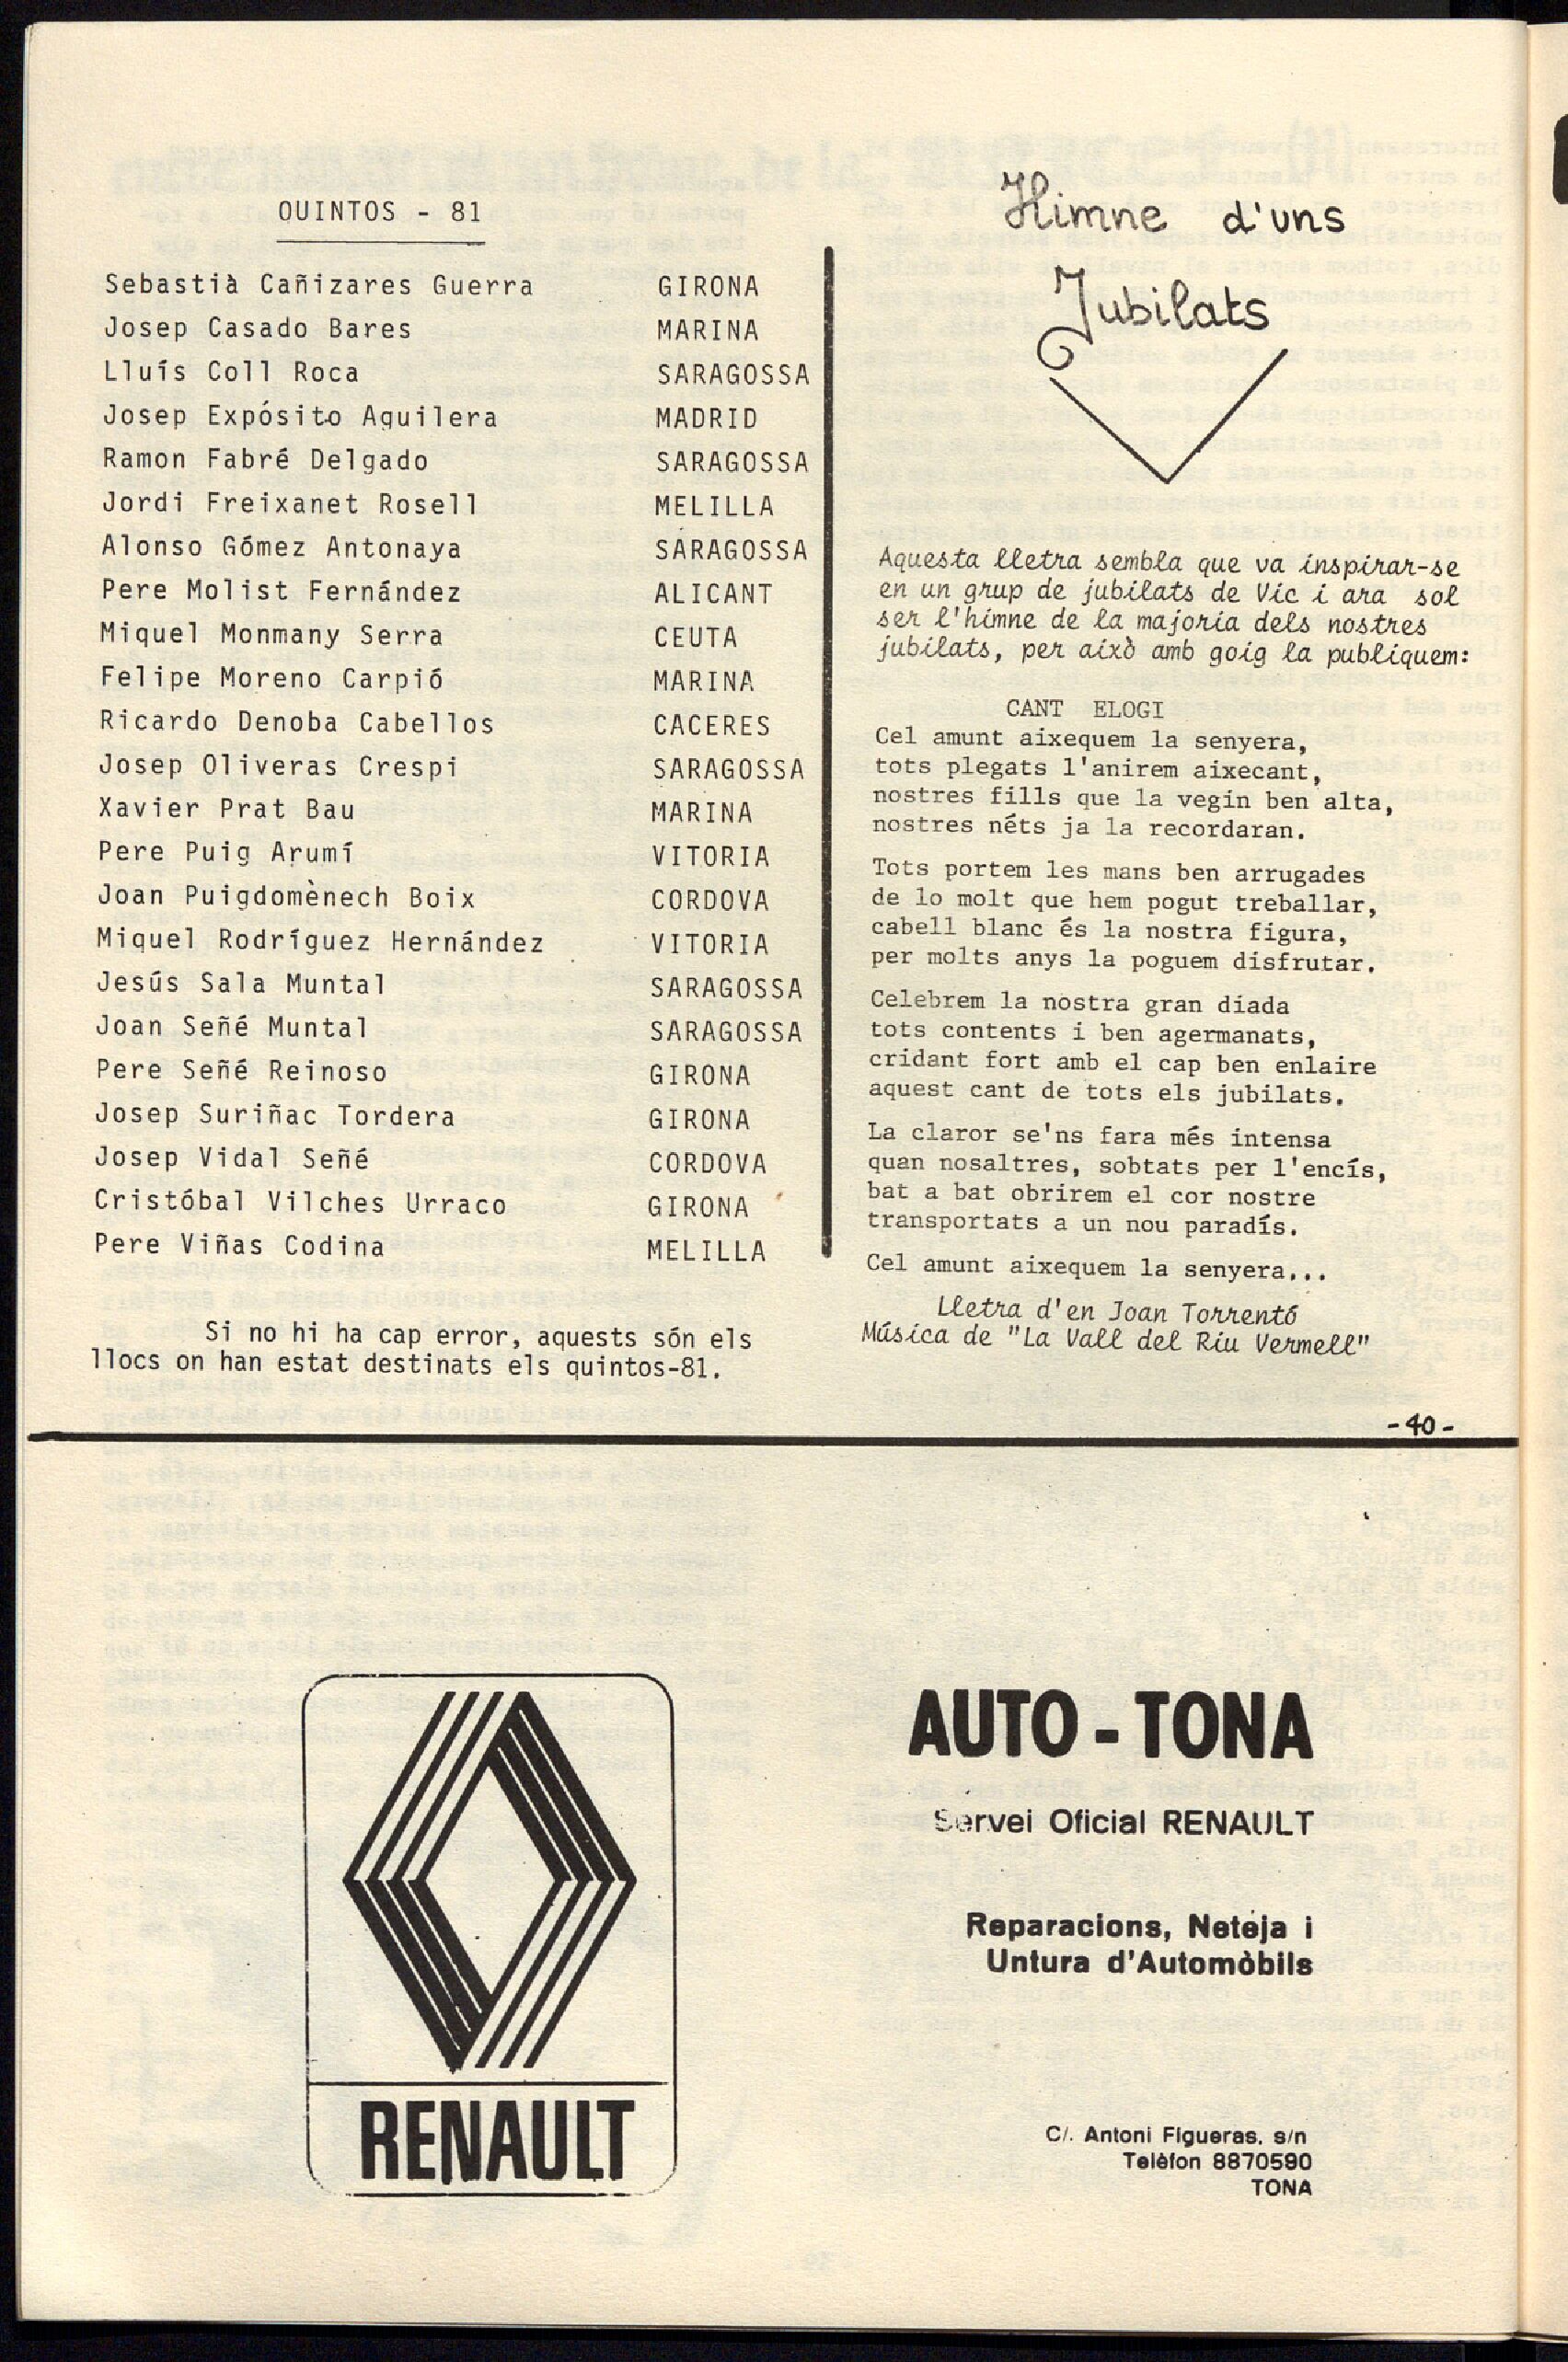 QUINTOS - 81
Sebastià Cañizares Guerra GIRONA
Josep Casado Bares MARINA
Lluís Coll Roca SARAGOSSA
Josep Expósito Aguilera MADRID
Ramon Fabré Delgado SARAGOSSA
Jordi Freixanet Rosell MELILLA
Alonso Gómez Antonaya SARAGOSSA
Pere Molist Fernández ALICANT
Miquel Monmany Serra CEUTA
Felipe Moreno Carpió MARINA
Ricardo Denoba Cabellos CACERES
Josep Oliveras Crespi SARAGOSSA
Xavier Prat Bau MARINA
Pere Puig Arumí VITORIA
Joan Puigdomènech Boix CORDOVA
Miquel Rodríguez Hernández VITORIA
Jesús Sala Muntal SARAGOSSA
Joan Señé Muntal SARAGOSSA
Pere Señé Reinoso GIRONA
Josep Suriñac Tordera GIRONA
Josep Vidal Señé CORDOVA
Cristóbal Vilches Urraco GIRONA
Pere Viñas Codina MELILLA
Si no hi ha cap error, aquests són els
llocs on han estat destinats els quintos-81.
Himne d'uns
Jubilats
Aquesta lletra sembla que va inspirar-se
en un grup de jubilats de Vic i ara sol
ser l'himne de la majoria dels nostres
jubilats, per això amb goig la publiquem:
CANT ELOGI
Cel amunt aixequem la senyera,
tots plegats l'anirem aixecant,
nostres fills que la vegin ben alta,
nostres néts ja la recordaran.
Tots portem les mans ben arrugades
de lo molt que hem pogut treballar,
cabell blanc és la nostra figura,
per molts anys la poguem disfrutar.
Celebrem la nostra gran diada
tots contents i ben agermanats,
cridant fort amb el cap ben enlaire
aquest cant de tots els jubilats.
La claror se'ns fara més intensa
quan nosaltres, sobtats per l'encís,
bat a bat obrirem el cor nostre
transportats a un nou paradís.
Cel amunt aixequem la senyera...
Lletra d'en Joan Torrentó
Música de "La Vall del Riu Vermell"
-40-
RENAULT
AUTO - TONA
Servei Oficial RENAULT
Reparacions, Neteja i
Untura d'Automòbils
C/. Antoni Figueras, s/n
Telèfon 8870590
TONA